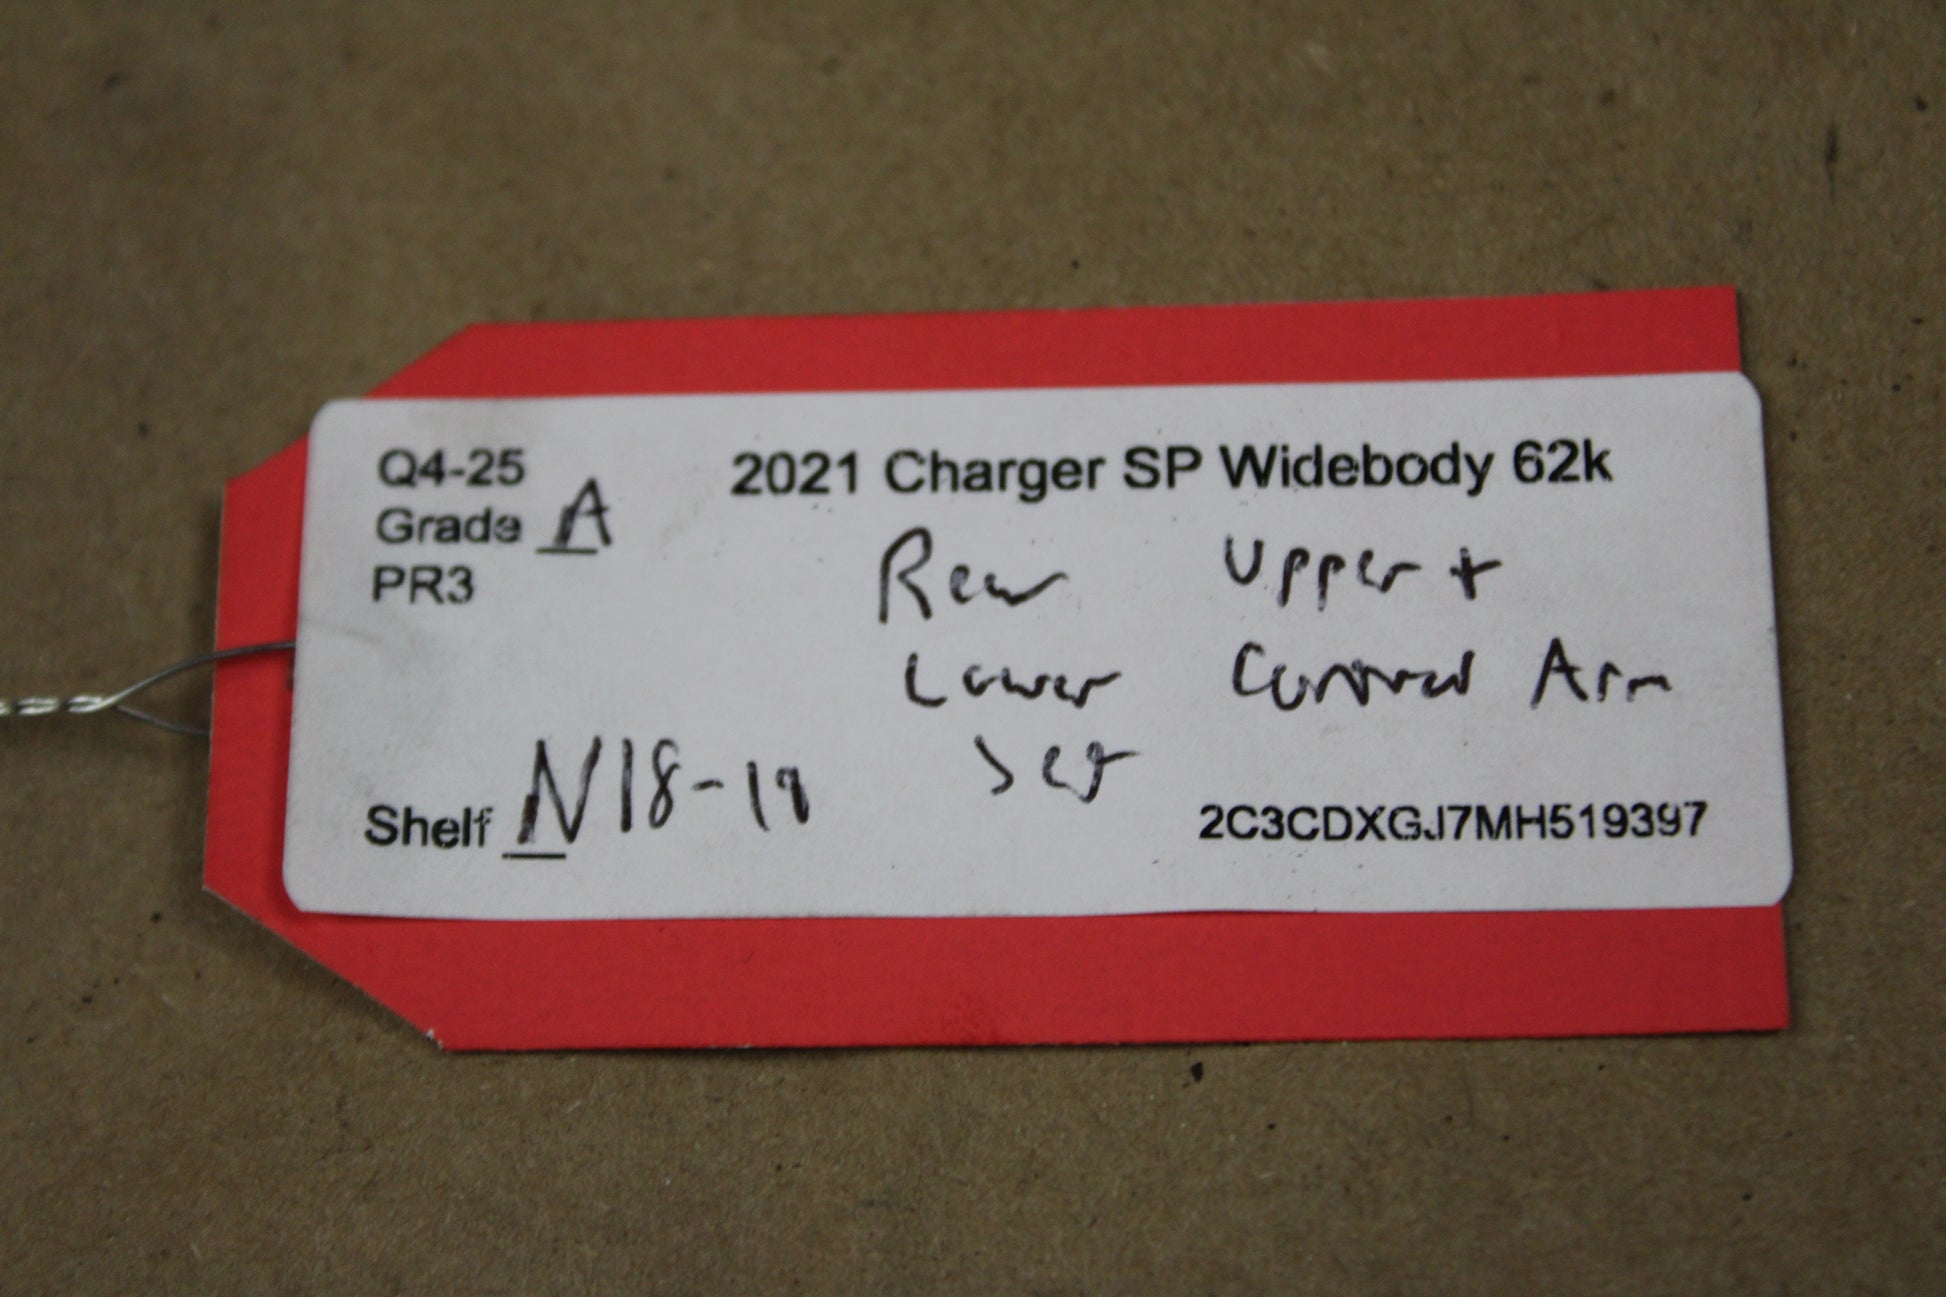 Q4-25
Grade A
PR3
2021 Charger SP Widebody 62k
Rear Upper +
Lower Control Arm
Set
Shelf N18-19
2C3CDXGJ7MH519397